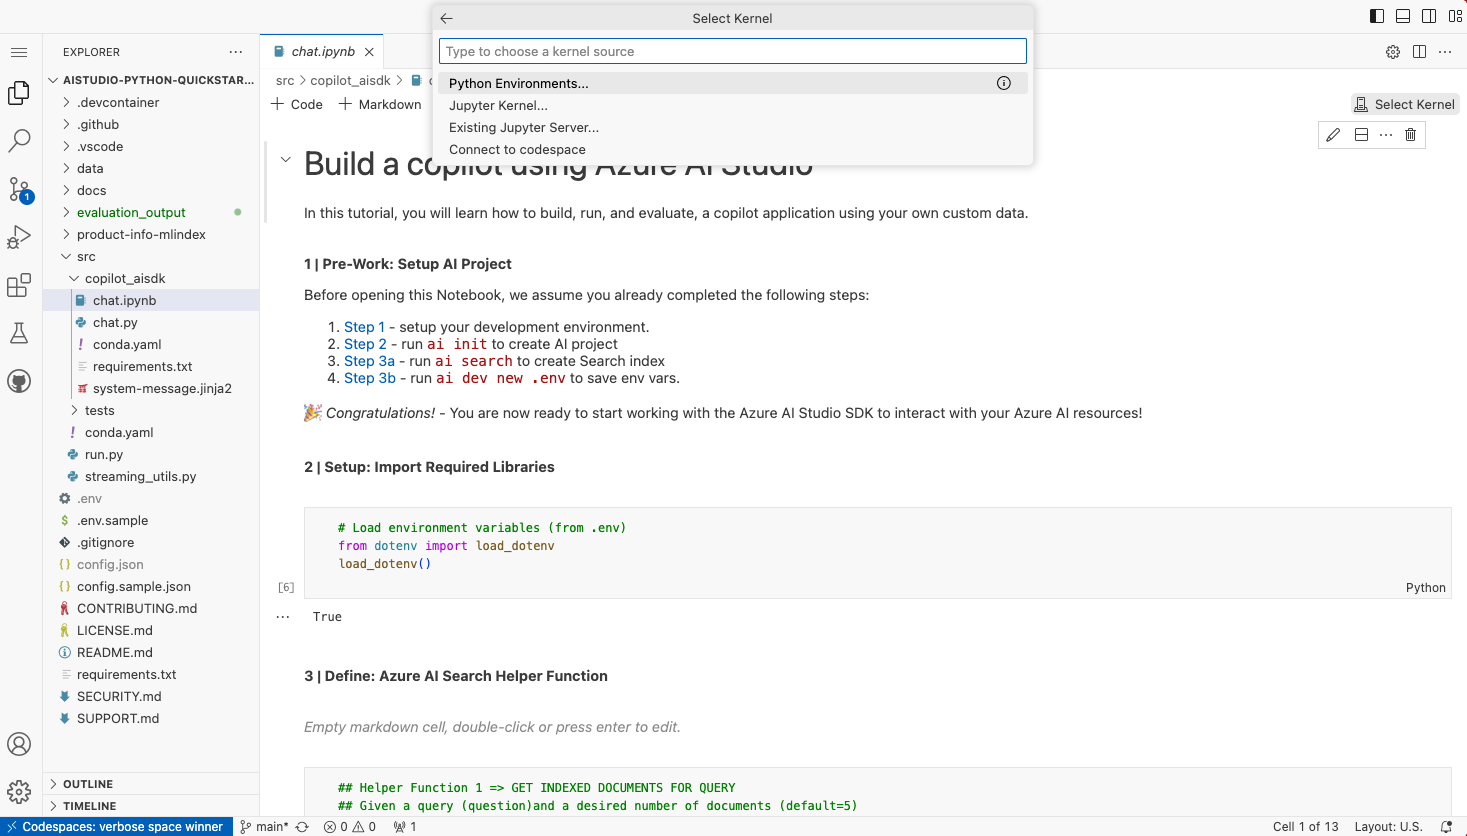 Select Kernel
Type to choose a kernel source
Python Environments...
Jupyter Kernel...
Existing Jupyter Server...
Connect to codespace
EXPLORER
AISTUDIO-PYTHON-QUICKSTAR...
.devcontainer
.github
.vscode
data
docs
evaluation_output
product-info-mlindex
src
copilot_aisdk
chat.ipynb
chat.py
conda.yaml
requirements.txt
system-message.jinja2
tests
conda.yaml
run.py
streaming_utils.py
.env
.env.sample
.gitignore
config.json
config.sample.json
CONTRIBUTING.md
LICENSE.md
README.md
requirements.txt
SECURITY.md
SUPPORT.md
OUTLINE
TIMELINE
1
chat.ipynb
src > copilot_aisdk >
+ Code + Markdown
Select Kernel
Build a copilot using Azure AI Studio
In this tutorial, you will learn how to build, run, and evaluate, a copilot application using your own custom data.
1 | Pre-Work: Setup AI Project
Before opening this Notebook, we assume you already completed the following steps:
1. Step 1 - setup your development environment.
2. Step 2 - run ai init to create AI project
3. Step 3a - run ai search to create Search index
4. Step 3b - run ai dev new .env to save env vars.
🎉 Congratulations! - You are now ready to start working with the Azure AI Studio SDK to interact with your Azure AI resources!
2 | Setup: Import Required Libraries
# Load environment variables (from .env)
from dotenv import load_dotenv
load_dotenv()
[6]
Python
... True
3 | Define: Azure AI Search Helper Function
Empty markdown cell, double-click or press enter to edit.
## Helper Function 1 => GET INDEXED DOCUMENTS FOR QUERY
## Given a query (question)and a desired number of documents (default=5)
Codespaces: verbose space winner main* 0 0 1 Cell 1 of 13 Layout: U.S.